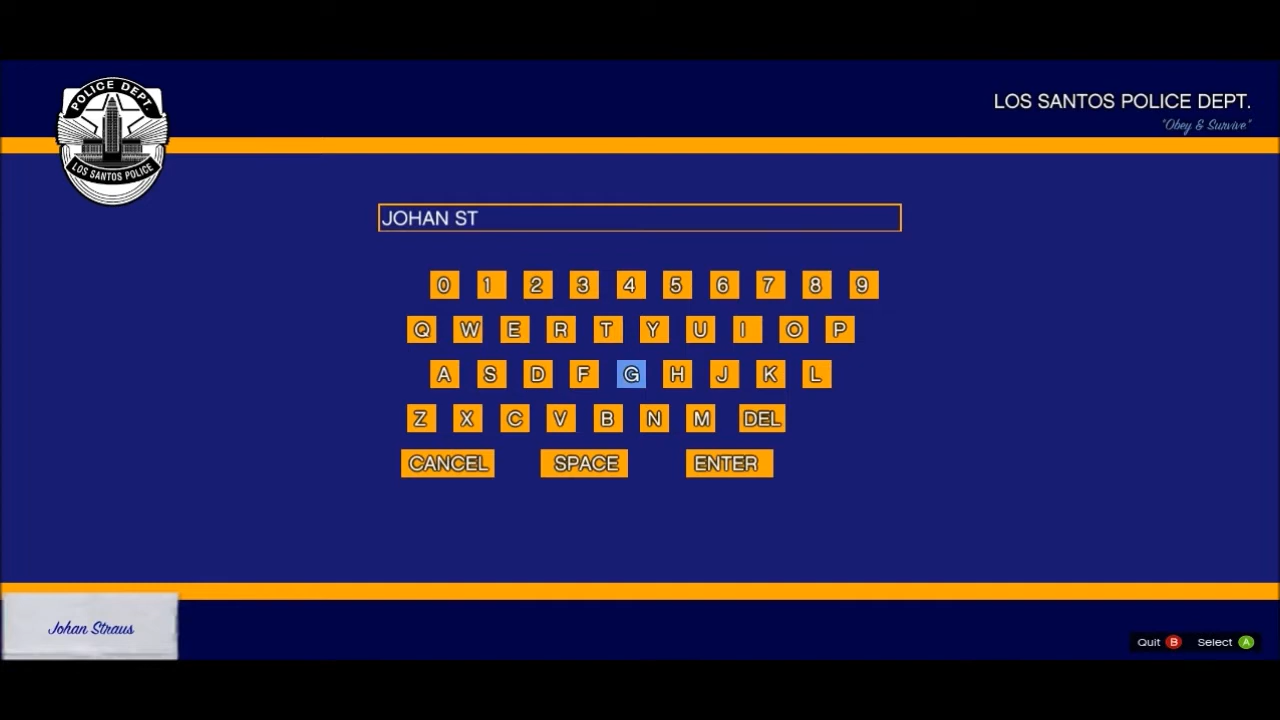 POLICE DEPT.
LOS SANTOS POLICE
LOS SANTOS POLICE DEPT.
"Obey & Survive"
JOHAN ST
0 1 2 3 4 5 6 7 8 9
Q W E R T Y U I O P
A S D F G H J K L
Z X C V B N M DEL
CANCEL SPACE ENTER
Johan Straus
Quit B Select A